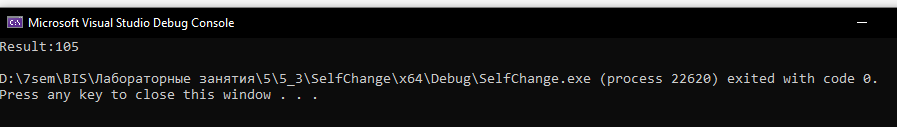 Microsoft Visual Studio Debug Console
Result:105
D:\7sem\BIS\Лабораторные занятия\5\5_3\SelfChange\x64\Debug\SelfChange.exe (process 22620) exited with code 0.
Press any key to close this window . . .